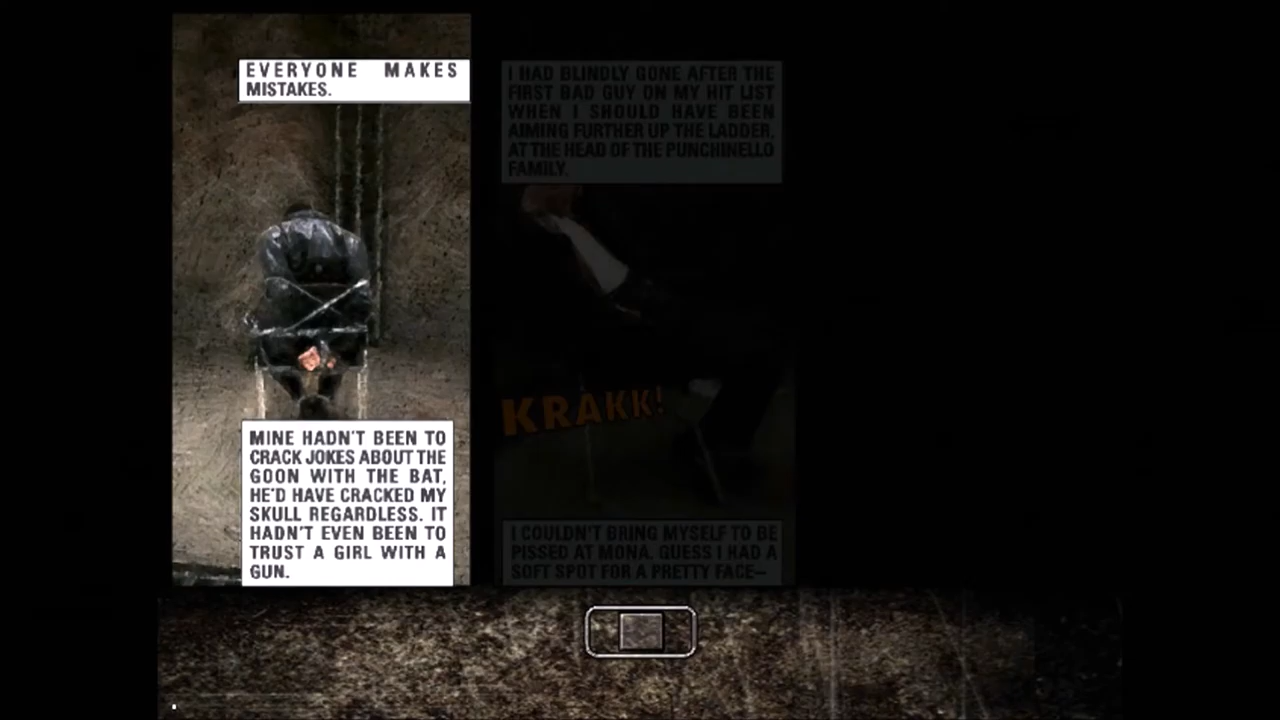 EVERYONE MAKES
MISTAKES.
MINE HADN'T BEEN TO
CRACK JOKES ABOUT THE
GOON WITH THE BAT,
HE'D HAVE CRACKED MY
SKULL REGARDLESS. IT
HADN'T EVEN BEEN TO
TRUST A GIRL WITH A
GUN.
I HAD BLINDLY GONE AFTER THE
FIRST BAD GUY ON MY HIT LIST
WHEN I SHOULD HAVE BEEN
AIMING FURTHER UP THE LADDER,
AT THE HEAD OF THE PUNCHINELLO
FAMILY.
KRAKK!
I COULDN'T BRING MYSELF TO BE
PISSED AT MONA. GUESS I HAD A
SOFT SPOT FOR A PRETTY FACE—